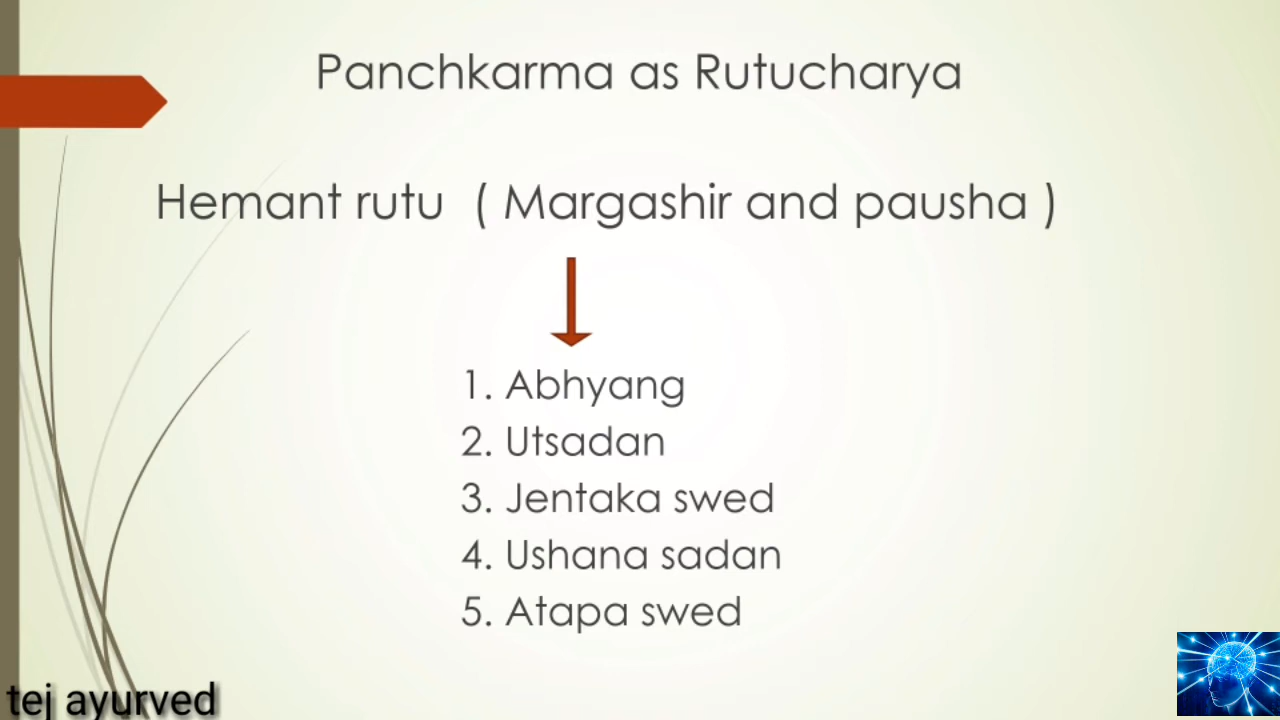 Panchkarma as Rutucharya
Hemant rutu ( Margashir and pausha )
1. Abhyang
2. Utsadan
3. Jentaka swed
4. Ushana sadan
5. Atapa swed
tej ayurved